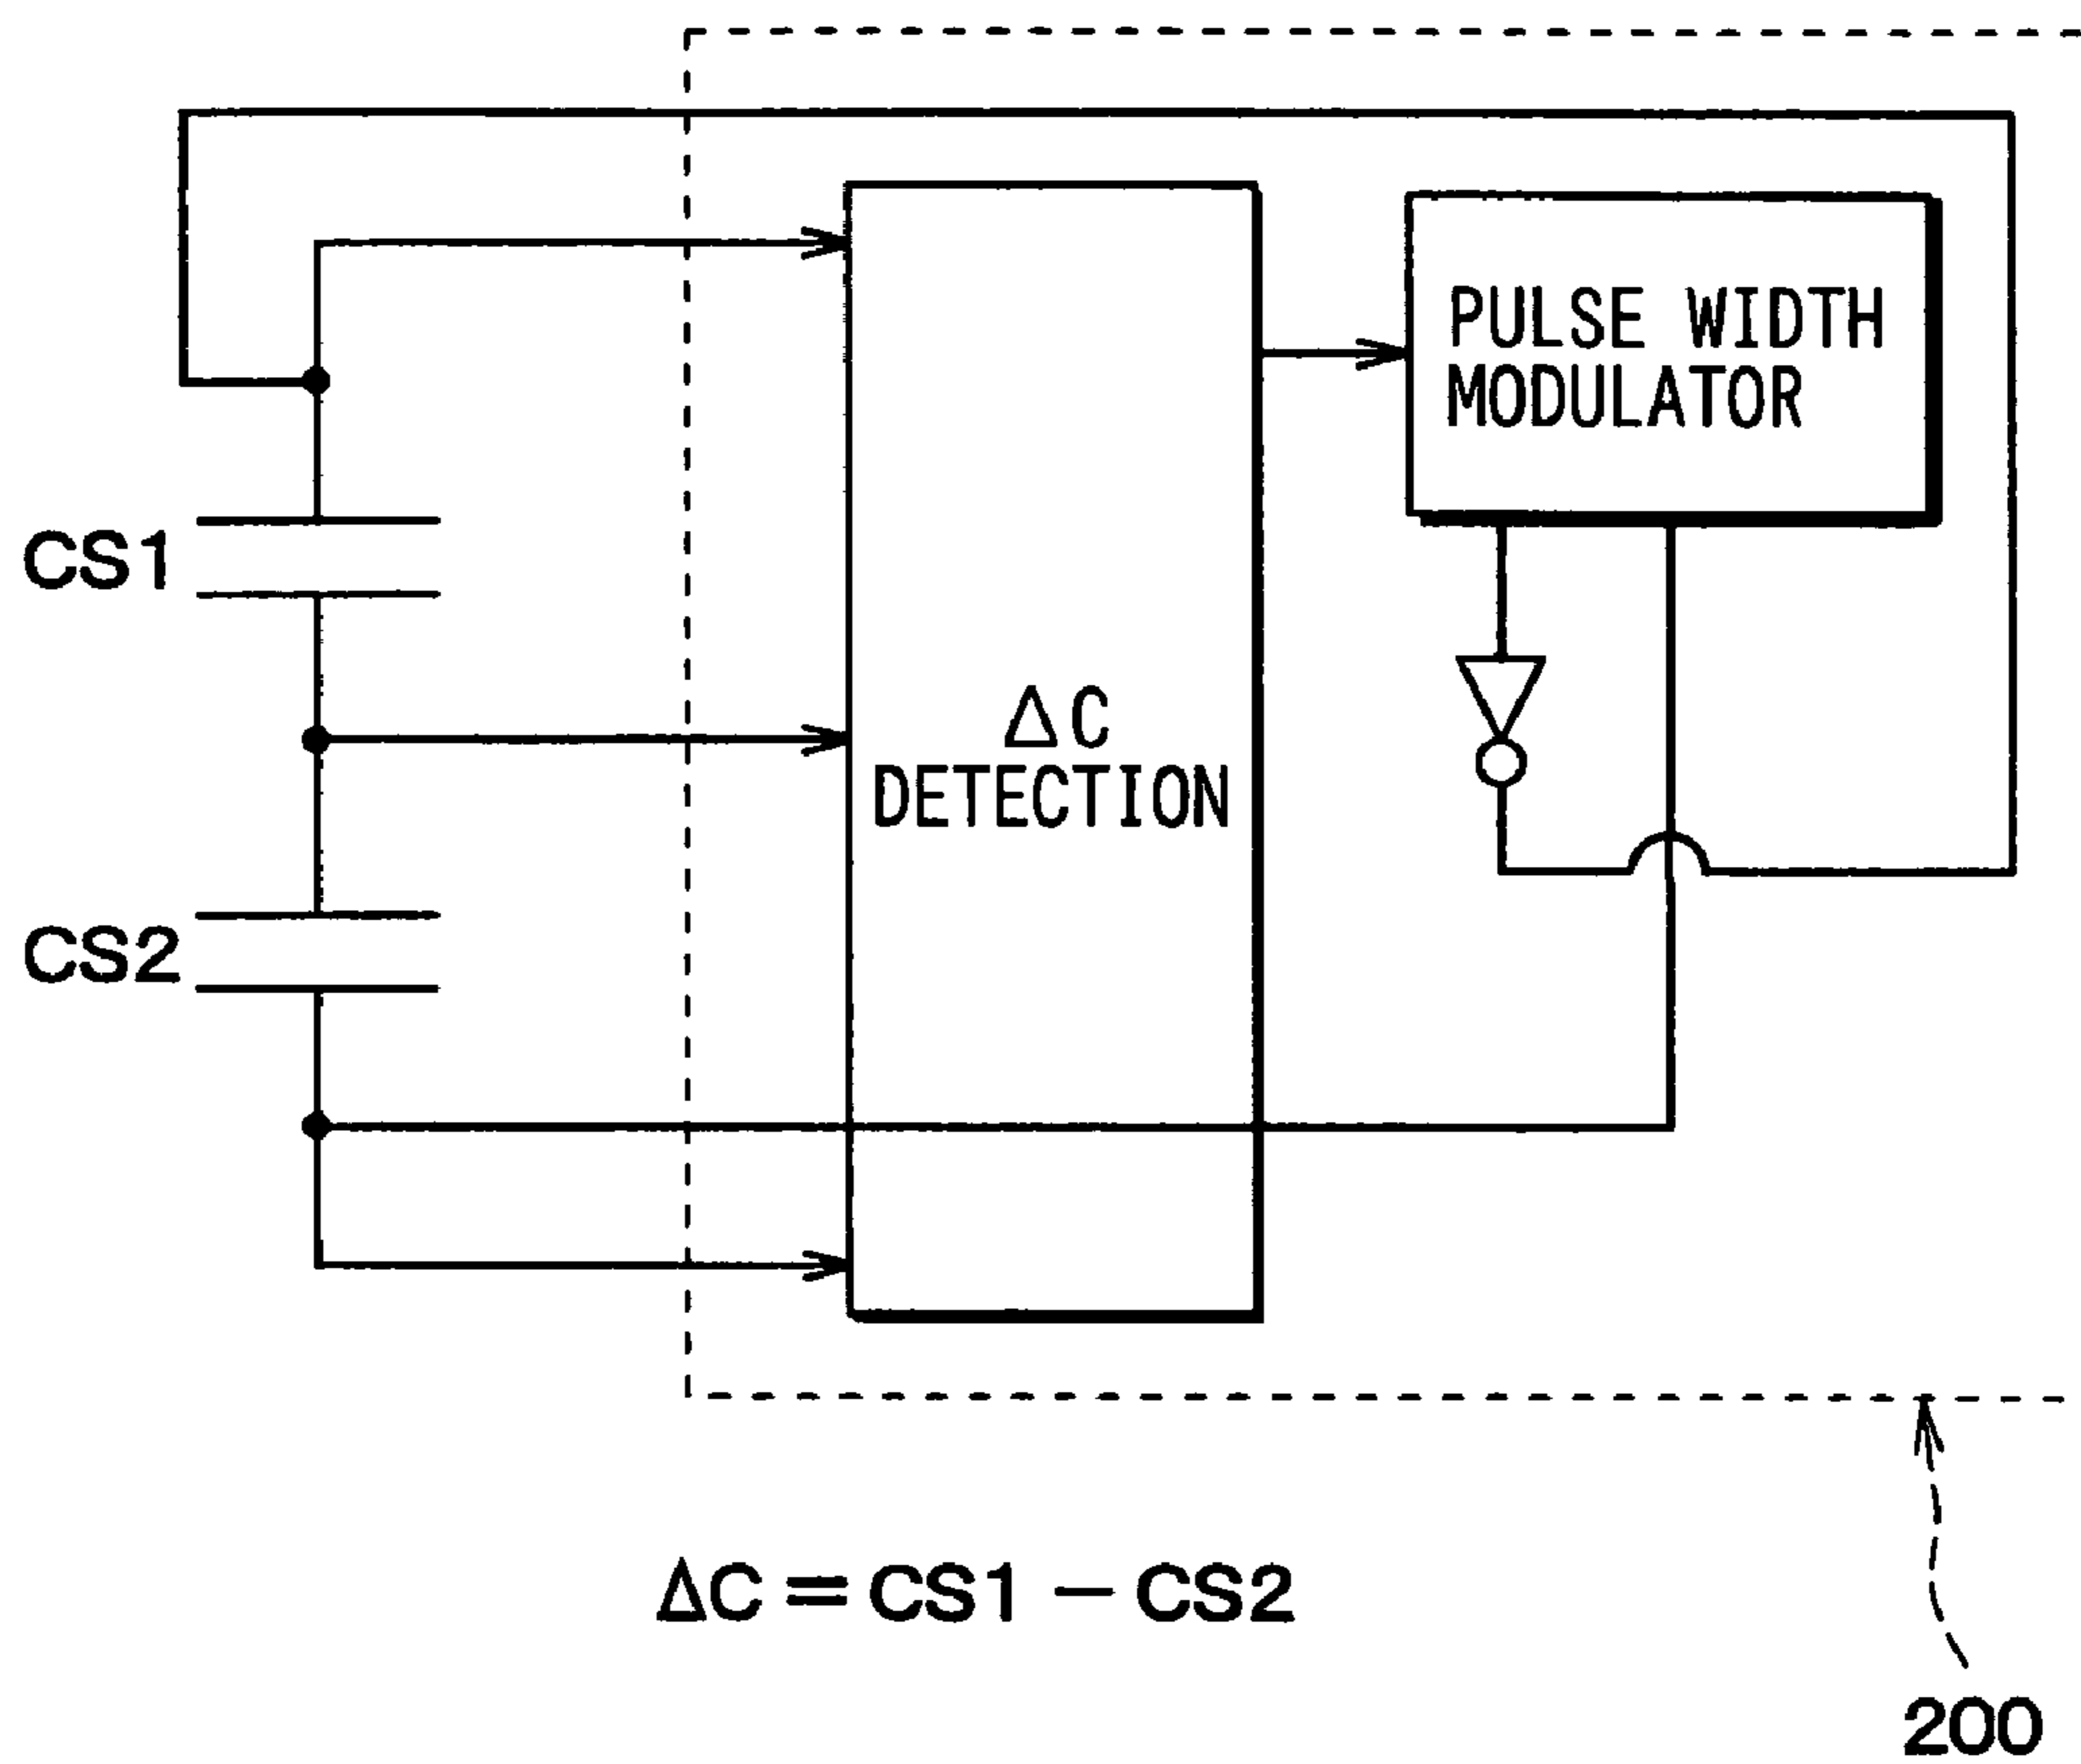 PULSE WIDTH
MODULATOR
CS1
ΔC
DETECTION
CS2
ΔC = CS1 − CS2
200